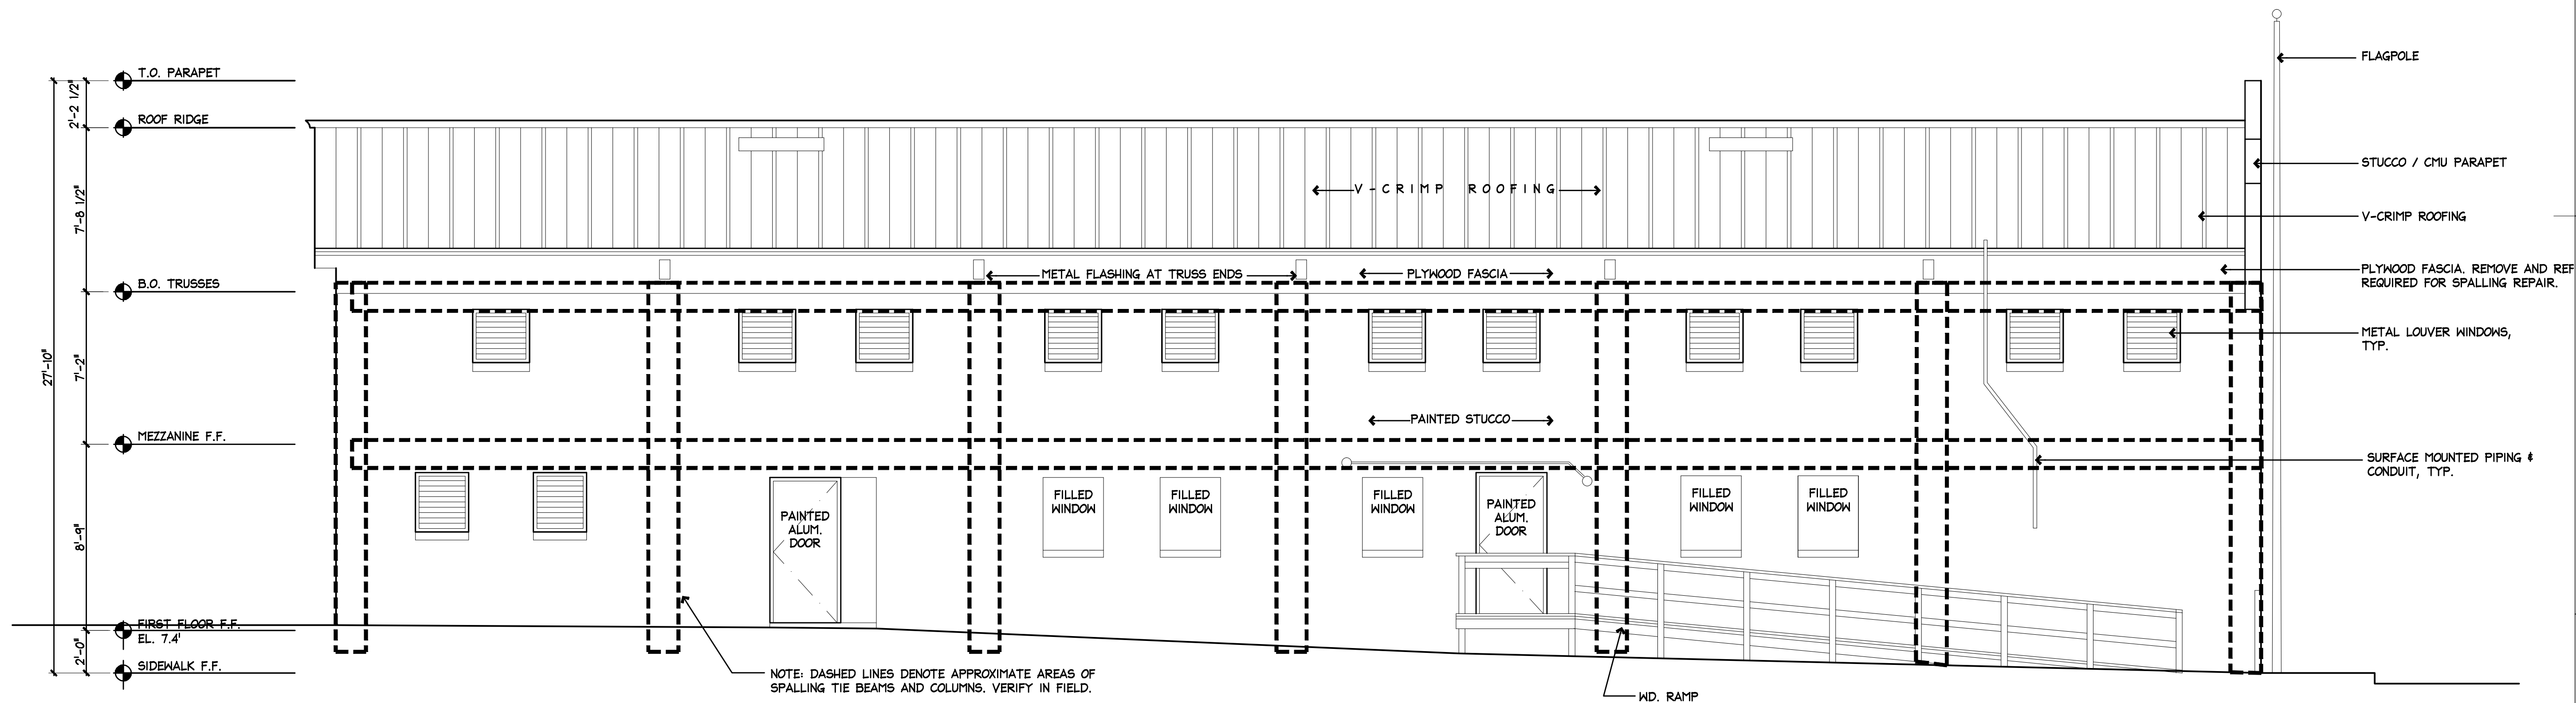 FLAGPOLE
T.O. PARAPET
2'-2 1/2"
ROOF RIDGE
STUCCO / CMU PARAPET
V-CRIMP ROOFING
7'-8 1/2"
V-CRIMP ROOFING
METAL FLASHING AT TRUSS ENDS
PLYWOOD FASCIA
PLYWOOD FASCIA. REMOVE AND
REQUIRED FOR SPALLING REPAIR.
B.O. TRUSSES
METAL LOUVER WINDOWS,
TYP.
27'-10"
7'-2"
PAINTED STUCCO
MEZZANINE F.F.
SURFACE MOUNTED PIPING &
CONDUIT, TYP.
FILLED
WINDOW
FILLED
WINDOW
FILLED
WINDOW
FILLED
WINDOW
FILLED
WINDOW
PAINTED
ALUM.
DOOR
PAINTED
ALUM.
DOOR
8'-9"
FIRST FLOOR F.F.
EL. 7.4'
2'-0"
SIDEWALK F.F.
NOTE: DASHED LINES DENOTE APPROXIMATE AREAS OF
SPALLING TIE BEAMS AND COLUMNS. VERIFY IN FIELD.
WD. RAMP